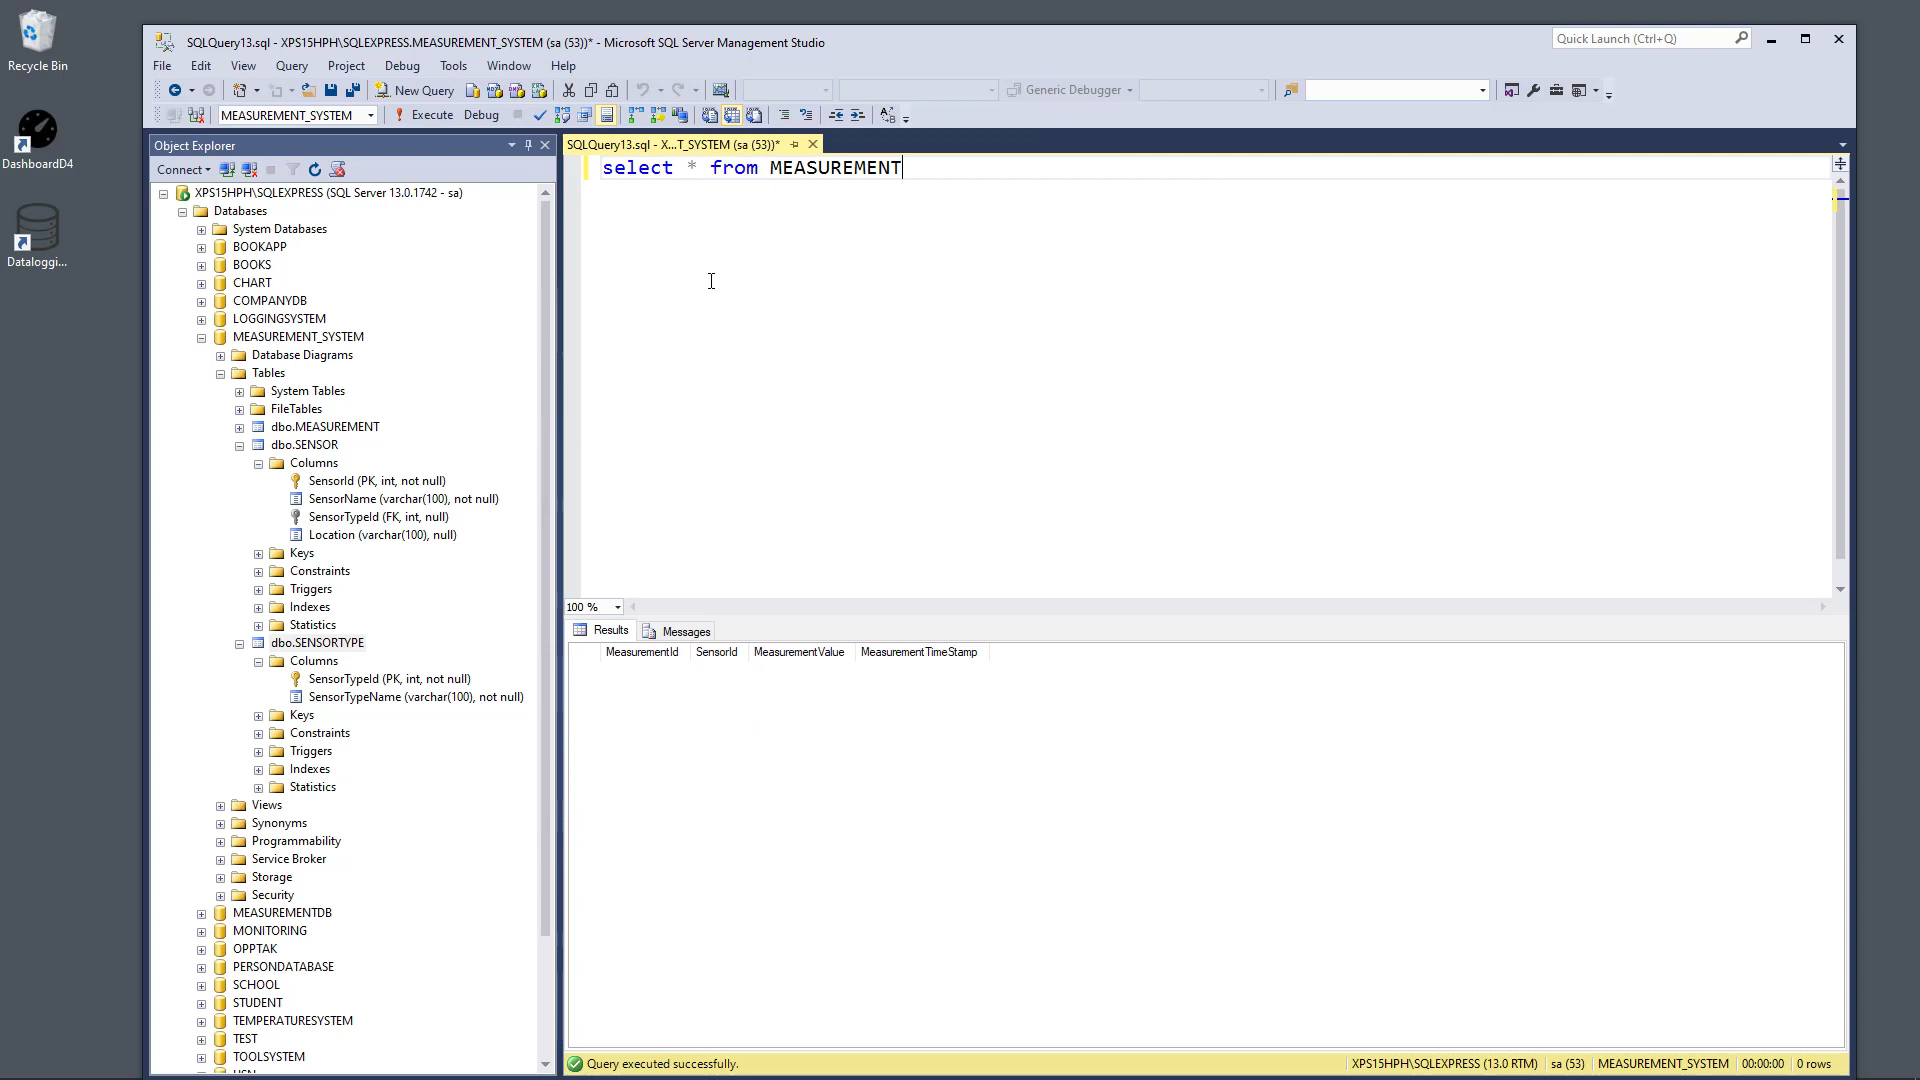 Recycle Bin
DashboardD4
Dataloggi...
SQLQuery13.sql - XPS15HPH\SQLEXPRESS.MEASUREMENT_SYSTEM (sa (53))* - Microsoft SQL Server Management Studio
Quick Launch (Ctrl+Q)
File Edit View Query Project Debug Tools Window Help
New Query
Generic Debugger
MEASUREMENT_SYSTEM
Execute Debug
Object Explorer
Connect
XPS15HPH\SQLEXPRESS (SQL Server 13.0.1742 - sa)
Databases
System Databases
BOOKAPP
BOOKS
CHART
COMPANYDB
LOGGINGSYSTEM
MEASUREMENT_SYSTEM
Database Diagrams
Tables
System Tables
FileTables
dbo.MEASUREMENT
dbo.SENSOR
Columns
SensorId (PK, int, not null)
SensorName (varchar(100), not null)
SensorTypeId (FK, int, null)
Location (varchar(100), null)
Keys
Constraints
Triggers
Indexes
Statistics
dbo.SENSORTYPE
Columns
SensorTypeId (PK, int, not null)
SensorTypeName (varchar(100), not null)
Keys
Constraints
Triggers
Indexes
Statistics
Views
Synonyms
Programmability
Service Broker
Storage
Security
MEASUREMENTDB
MONITORING
OPPTAK
PERSONDATABASE
SCHOOL
STUDENT
TEMPERATURESYSTEM
TEST
TOOLSYSTEM
SQLQuery13.sql - X...T_SYSTEM (sa (53))*
select * from MEASUREMENT
100 %
Results Messages
MeasurementId SensorId MeasurementValue MeasurementTimeStamp
Query executed successfully.
XPS15HPH\SQLEXPRESS (13.0 RTM) sa (53) MEASUREMENT_SYSTEM 00:00:00 0 rows